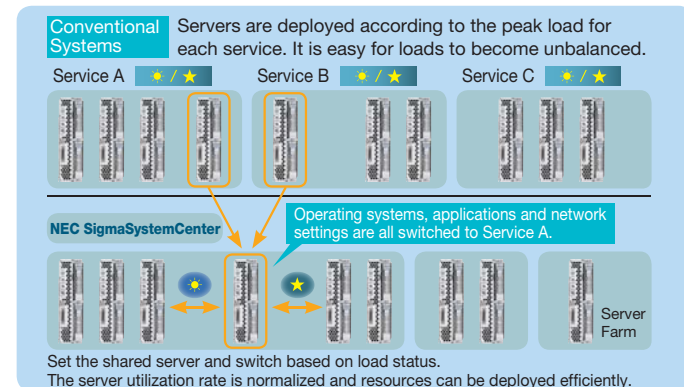 Conventional
Systems
Servers are deployed according to the peak load for
each service. It is easy for loads to become unbalanced.
Service A
/
Service B
/
Service C
/
NEC SigmaSystemCenter
Operating systems, applications and network
settings are all switched to Service A.
Server
Farm
Set the shared server and switch based on load status.
The server utilization rate is normalized and resources can be deployed efficiently.